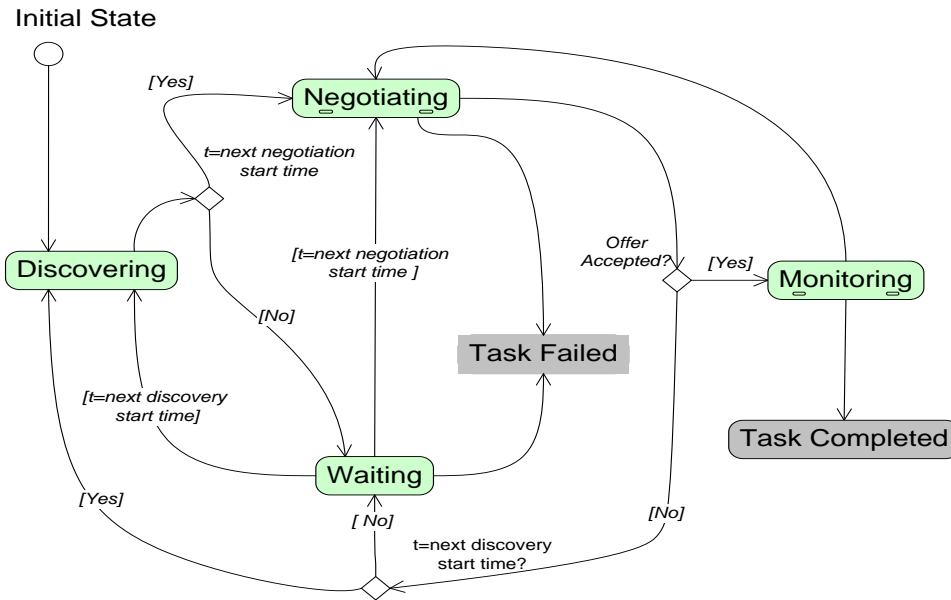 Initial State
[Yes]
Negotiating
t=next negotiation
start time
Discovering
[t=next negotiation
start time ]
Offer
Accepted?
[Yes]
Monitoring
[No]
Task Failed
[t=next discovery
start time]
Task Completed
Waiting
[Yes]
[ No]
[No]
t=next discovery
start time?